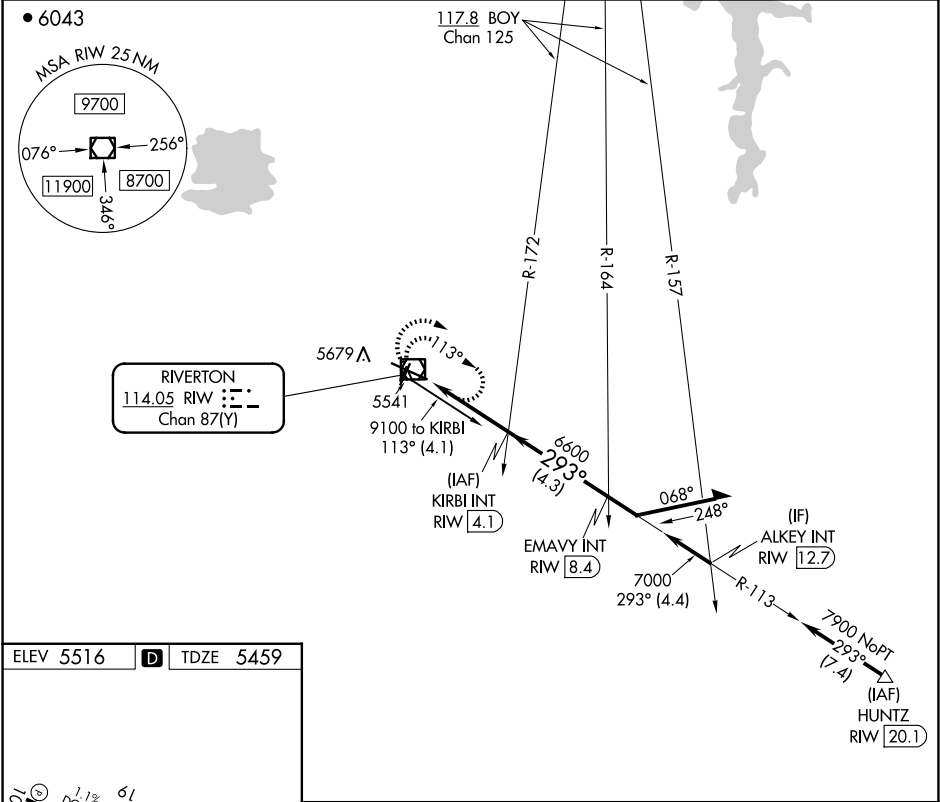 6043
117.8 BOY
Chan 125
MSA RIW 25 NM
9700
076°
256°
11900
8700
346°
R-172
R-164
R-157
5679
113°
RIVERTON
114.05 RIW
Chan 87(Y)
5541
9100 to KIRBI
113° (4.1)
6600
293°
(4.3)
(IAF)
KIRBI INT
RIW 4.1
068°
248°
(IF)
ALKEY INT
RIW 12.7
EMAVY INT
RIW 8.4
7000
293° (4.4)
R-113
7900 NoPT
293°
(7.4)
(IAF)
HUNTZ
RIW 20.1
ELEV 5516 D TDZE 5459
P
1.1%
19